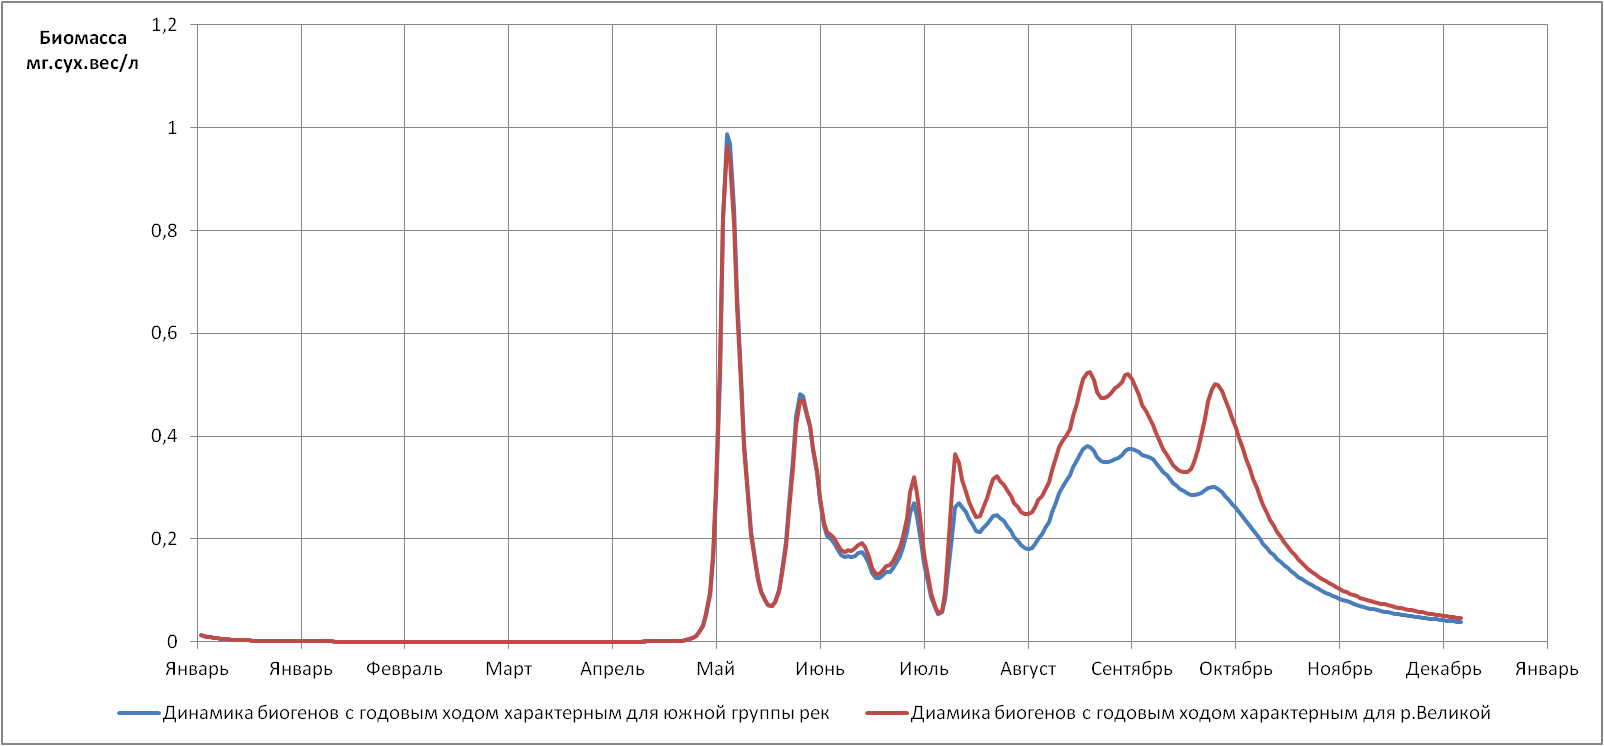 Биомасса
мг.сух.вес/л
1,2
1
0,8
0,6
0,4
0,2
0
Январь Январь Февраль Март Апрель Май Июнь Июль Август Сентябрь Октябрь Ноябрь Декабрь Январь
Динамика биогенов с годовым ходом характерным для южной группы рек Диамика биогенов с годовым ходом характерным для р.Великой